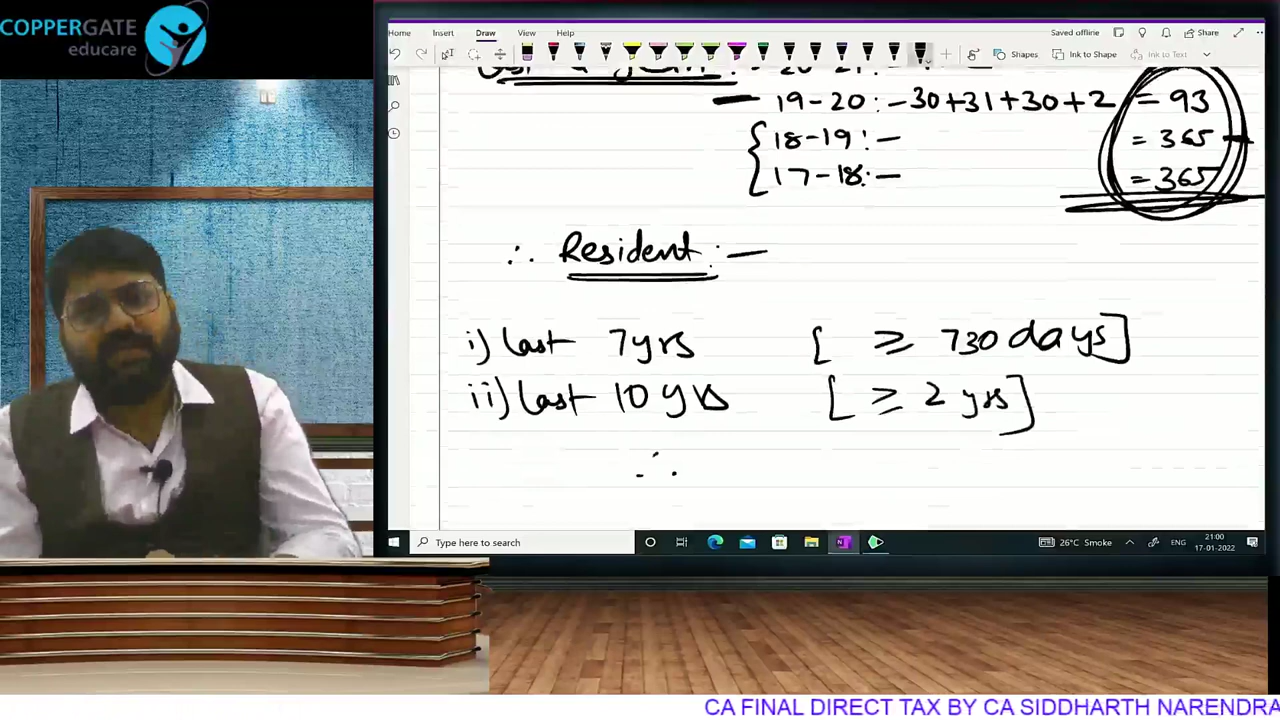 COPPERGATE
educare
Home Insert Draw View Help
Saved offline
Share
Shapes
Ink to Shape
Ink to Text
19-20:- 30+31+30+2 = 93
18-19:- = 365
17-18:- = 365
∴ Resident:-
i) last 7yrs [ ≥ 730 days]
ii) last 10 yrs [ ≥ 2 yrs]
∴
Type here to search
26°C Smoke
ENG
21:00
17-01-2022
CA FINAL DIRECT TAX BY CA SIDDHARTH NARENDRA